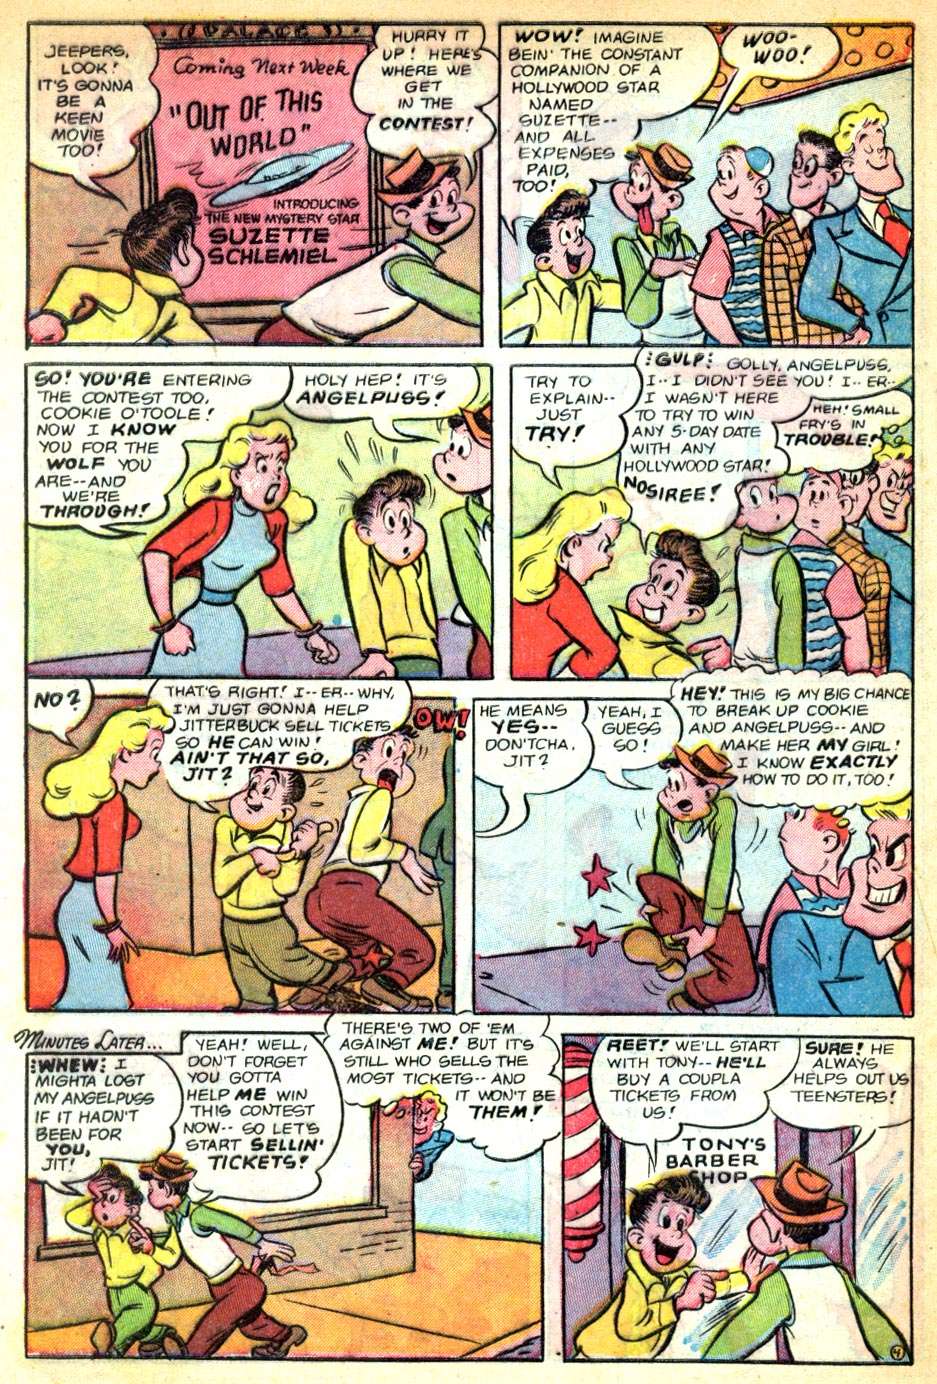 JEEPERS,
LOOK!
IT'S GONNA
BE A
KEEN
MOVIE
TOO!
PALACE
Coming Next Week
"OUT OF THIS
WORLD"
INTRODUCING
THE NEW MYSTERY STAR
SUZETTE
SCHLEMIEL
HURRY IT
UP! HERE'S
WHERE WE
GET
IN THE
CONTEST!
WOW! IMAGINE
BEIN' THE CONSTANT
COMPANION OF A
HOLLYWOOD STAR
NAMED
SUZETTE--
AND ALL
EXPENSES
PAID,
TOO!
WOO-
WOO!
SO! YOU'RE ENTERING
THE CONTEST TOO,
COOKIE O'TOOLE!
NOW I KNOW
YOU FOR THE
WOLF YOU
ARE--AND
WE'RE
THROUGH!
HOLY HEP! IT'S
ANGELPUSS!
TRY TO
EXPLAIN--
JUST
TRY!
:GULP: GOLLY, ANGELPUSS,
I--I DIDN'T SEE YOU! I--ER--
I WASN'T HERE
TO TRY TO WIN
ANY 5-DAY DATE
WITH ANY
HOLLYWOOD STAR!
NOSIREE!
HEH! SMALL
FRY'S IN
TROUBLE!
NO?
THAT'S RIGHT! I--ER--WHY,
I'M JUST GONNA HELP
JITTERBUCK SELL TICKETS
SO HE CAN WIN!
AIN'T THAT SO,
JIT?
OW!
HE MEANS
YES--
DON'TCHA,
JIT?
YEAH, I
GUESS
SO!
HEY! THIS IS MY BIG CHANCE
TO BREAK UP COOKIE
AND ANGELPUSS--AND
MAKE HER MY GIRL!
I KNOW EXACTLY
HOW TO DO IT, TOO!
MINUTES LATER...
:WHEW: I
MIGHTA LOST
MY ANGELPUSS
IF IT HADN'T
BEEN FOR
YOU,
JIT!
YEAH! WELL,
DON'T FORGET
YOU GOTTA
HELP ME WIN
THIS CONTEST
NOW-- SO LET'S
START SELLIN'
TICKETS!
THERE'S TWO OF 'EM
AGAINST ME! BUT IT'S
STILL WHO SELLS THE
MOST TICKETS-- AND
IT WON'T BE
THEM!
REET! WE'LL START
WITH TONY-- HE'LL
BUY A COUPLA
TICKETS FROM
US!
SURE! HE
ALWAYS
HELPS OUT US
TEENSTERS!
TONY'S
BARBER
SHOP
4